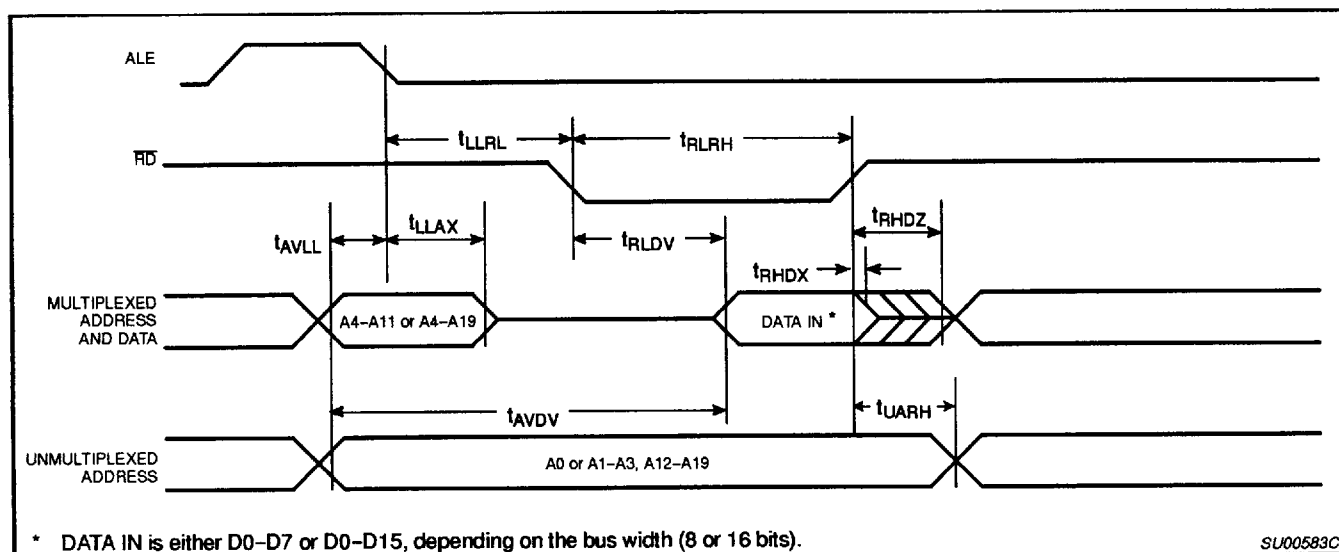 ALE
tLLRL
tRLRH
RD
tAVLL
tLLAX
tRLDV
tRHDZ
tRHDX
MULTIPLEXED
ADDRESS
AND DATA
A4–A11 or A4–A19
DATA IN *
tAVDV
tUARH
UNMULTIPLEXED
ADDRESS
A0 or A1–A3, A12–A19
* DATA IN is either D0–D7 or D0–D15, depending on the bus width (8 or 16 bits).
SU00583C